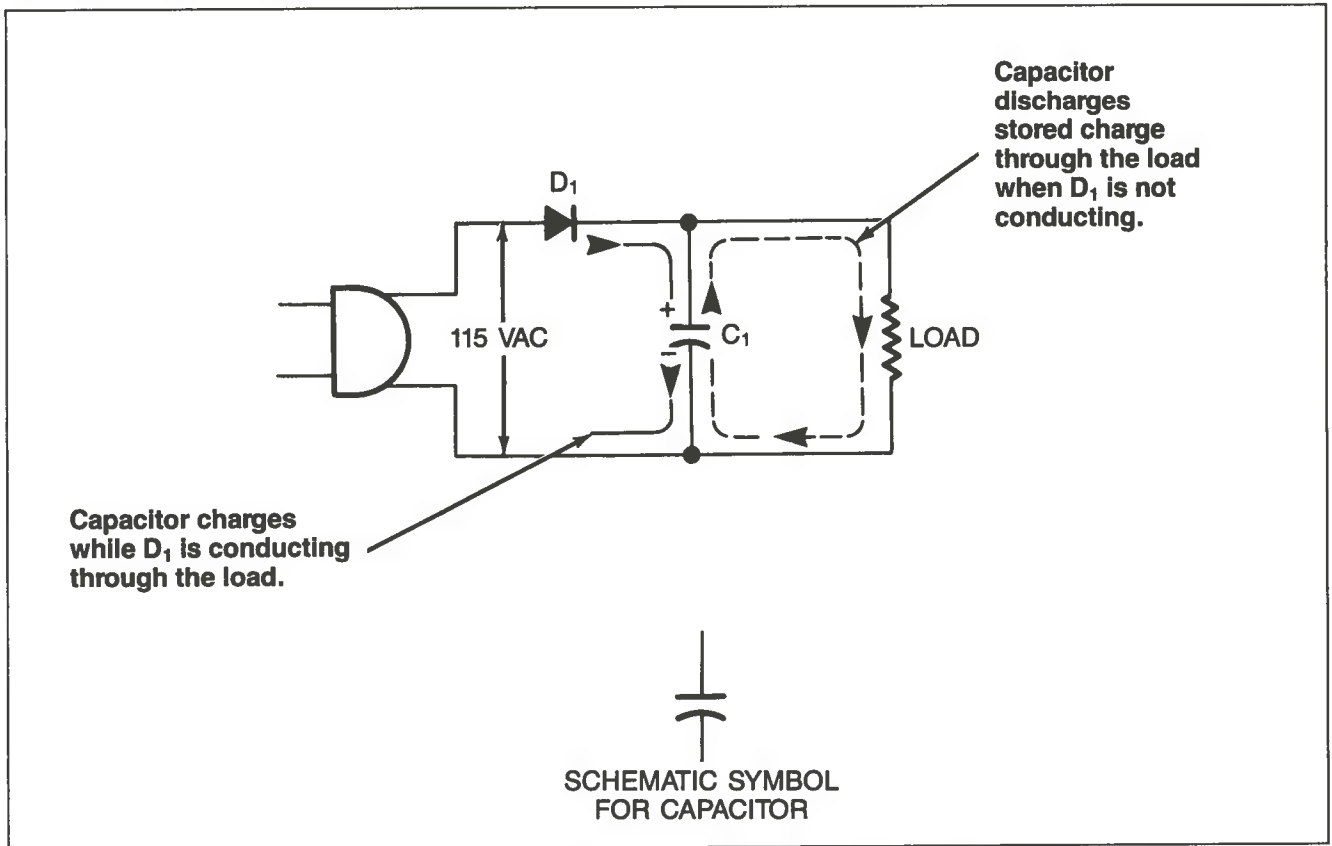 Capacitor
discharges
stored charge
through the load
when D₁ is not
conducting.
D₁
115 VAC
+
−
C₁
LOAD
Capacitor charges
while D₁ is conducting
through the load.
SCHEMATIC SYMBOL
FOR CAPACITOR